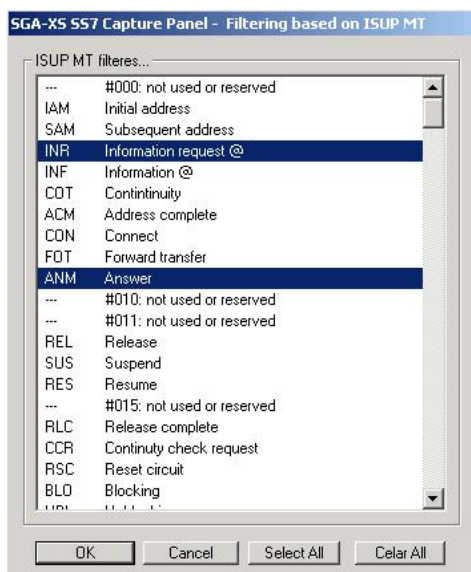 SGA-XS SS7 Capture Panel - Filtering based on ISUP MT
ISUP MT filteres...
--- #000: not used or reserved
IAM Initial address
SAM Subsequent address
INR Information request @
INF Information @
COT Contintinuity
ACM Address complete
CON Connect
FOT Forward transfer
ANM Answer
--- #010: not used or reserved
--- #011: not used or reserved
REL Release
SUS Suspend
RES Resume
--- #015: not used or reserved
RLC Release complete
CCR Continuty check request
RSC Reset circuit
BLO Blocking
OK Cancel Select All Celar All